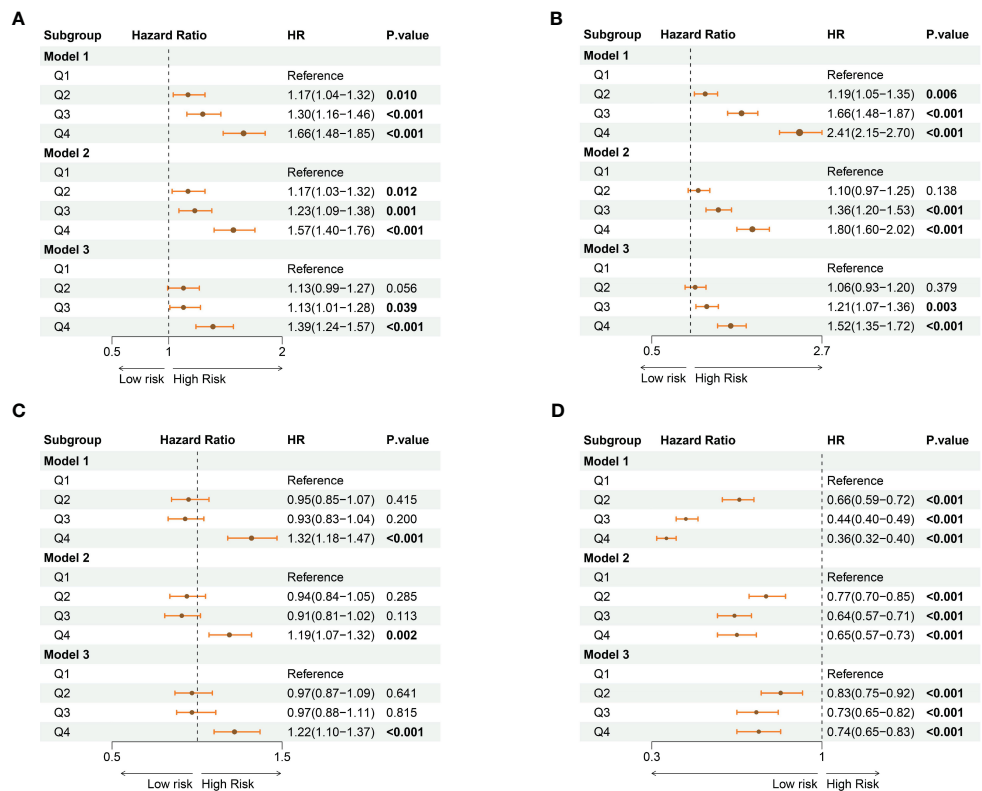 A
Subgroup Hazard Ratio HR P.value
Model 1
Q1 Reference
Q2 1.17(1.04−1.32) 0.010
Q3 1.30(1.16−1.46) <0.001
Q4 1.66(1.48−1.85) <0.001
Model 2
Q1 Reference
Q2 1.17(1.03−1.32) 0.012
Q3 1.23(1.09−1.38) 0.001
Q4 1.57(1.40−1.76) <0.001
Model 3
Q1 Reference
Q2 1.13(0.99−1.27) 0.056
Q3 1.13(1.01−1.28) 0.039
Q4 1.39(1.24−1.57) <0.001
0.5 1 2
Low risk High Risk
B
Subgroup Hazard Ratio HR P.value
Model 1
Q1 Reference
Q2 1.19(1.05−1.35) 0.006
Q3 1.66(1.48−1.87) <0.001
Q4 2.41(2.15−2.70) <0.001
Model 2
Q1 Reference
Q2 1.10(0.97−1.25) 0.138
Q3 1.36(1.20−1.53) <0.001
Q4 1.80(1.60−2.02) <0.001
Model 3
Q1 Reference
Q2 1.06(0.93−1.20) 0.379
Q3 1.21(1.07−1.36) 0.003
Q4 1.52(1.35−1.72) <0.001
0.5 2.7
Low risk High Risk
C
Subgroup Hazard Ratio HR P.value
Model 1
Q1 Reference
Q2 0.95(0.85−1.07) 0.415
Q3 0.93(0.83−1.04) 0.200
Q4 1.32(1.18−1.47) <0.001
Model 2
Q1 Reference
Q2 0.94(0.84−1.05) 0.285
Q3 0.91(0.81−1.02) 0.113
Q4 1.19(1.07−1.32) 0.002
Model 3
Q1 Reference
Q2 0.97(0.87−1.09) 0.641
Q3 0.97(0.88−1.11) 0.815
Q4 1.22(1.10−1.37) <0.001
0.5 1.5
Low risk High Risk
D
Subgroup Hazard Ratio HR P.value
Model 1
Q1 Reference
Q2 0.66(0.59−0.72) <0.001
Q3 0.44(0.40−0.49) <0.001
Q4 0.36(0.32−0.40) <0.001
Model 2
Q1 Reference
Q2 0.77(0.70−0.85) <0.001
Q3 0.64(0.57−0.71) <0.001
Q4 0.65(0.57−0.73) <0.001
Model 3
Q1 Reference
Q2 0.83(0.75−0.92) <0.001
Q3 0.73(0.65−0.82) <0.001
Q4 0.74(0.65−0.83) <0.001
0.3 1
Low risk High Risk